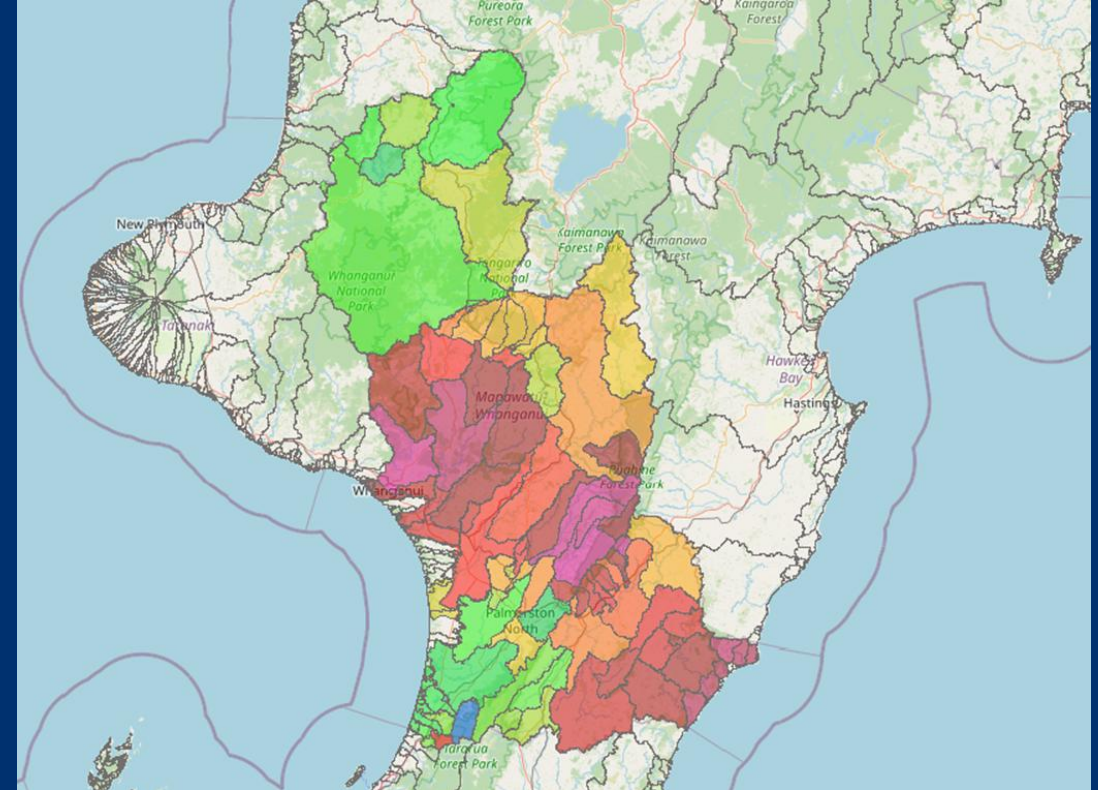 Pureora
Forest Park
Kaingaroa
Forest
New Plymouth
Kaimanawa
Forest Park
Kaimanawa
Forest
Tongariro
National
Whanganui
National
Park
Taranaki
Hawke's
Bay
Hastings
Manawatū-
Whanganui
Ruahine
Forest Park
Whanganui
Palmerston
North
Tararua
Forest Park